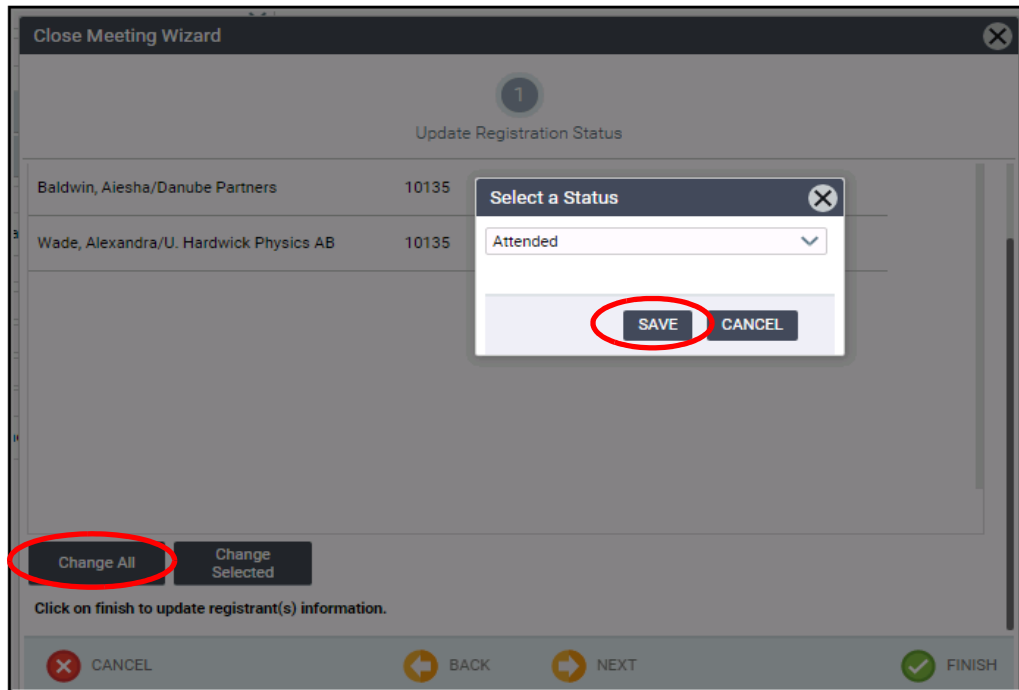 Close Meeting Wizard
1
Update Registration Status
Baldwin, Aiesha/Danube Partners 10135
Wade, Alexandra/U. Hardwick Physics AB 10135
Select a Status
Attended
SAVE CANCEL
Change All
Change
Selected
Click on finish to update registrant(s) information.
CANCEL BACK NEXT FINISH